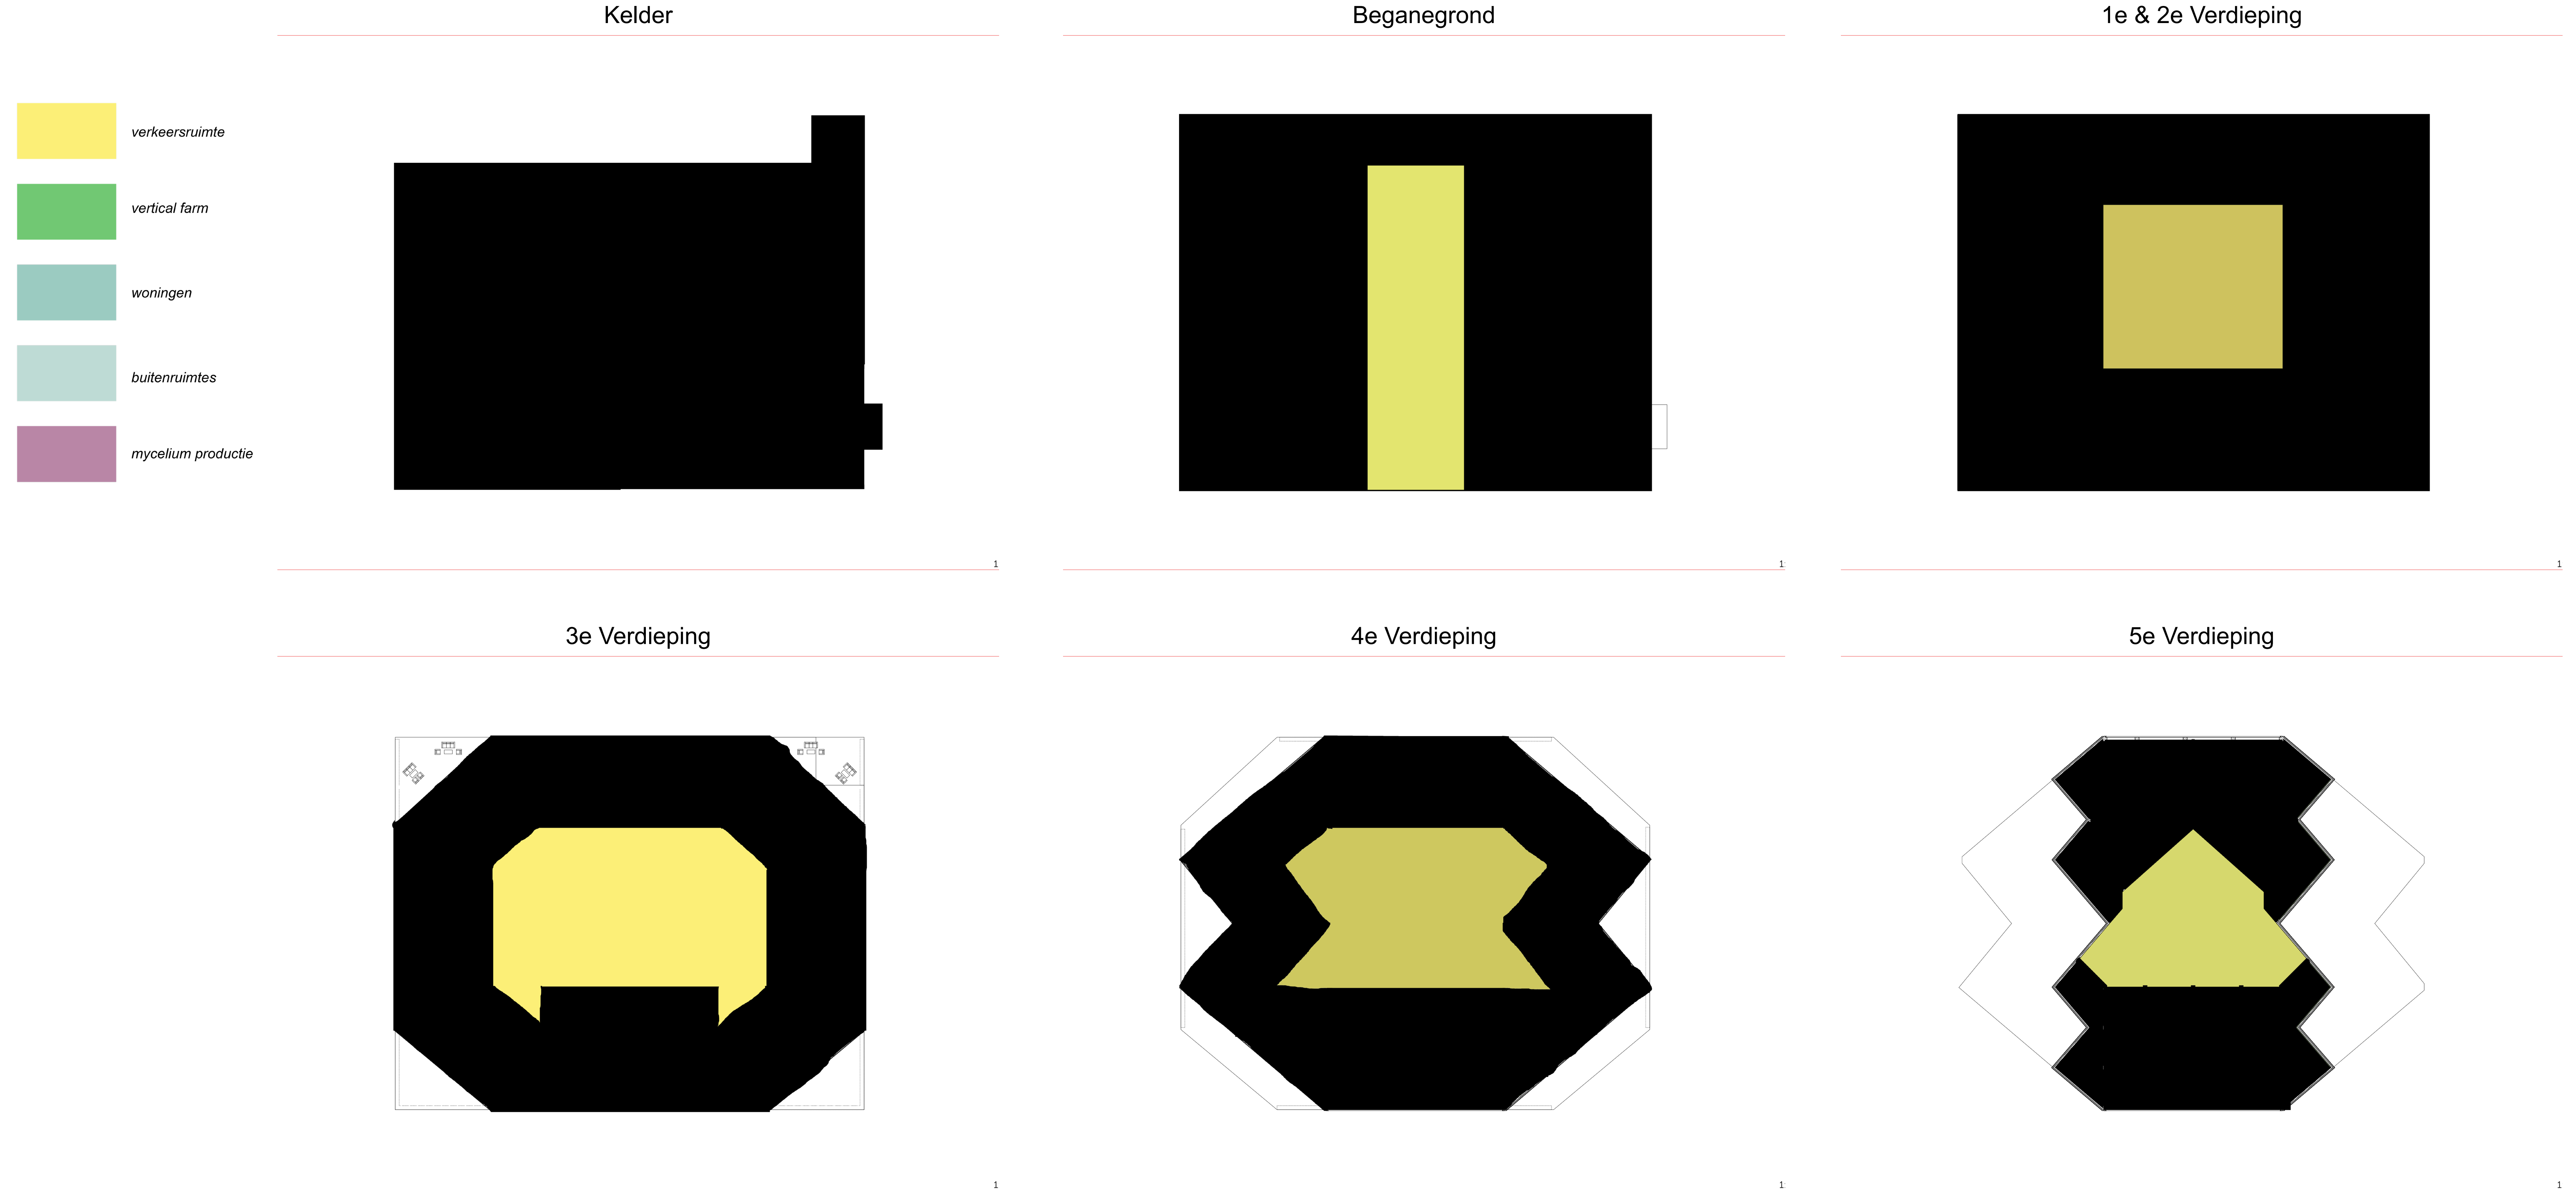 Kelder
Beganegrond
1e & 2e Verdieping
verkeersruimte
vertical farm
woningen
buitenruimtes
mycelium productie
1
1:
1
3e Verdieping
4e Verdieping
5e Verdieping
1
1:
1